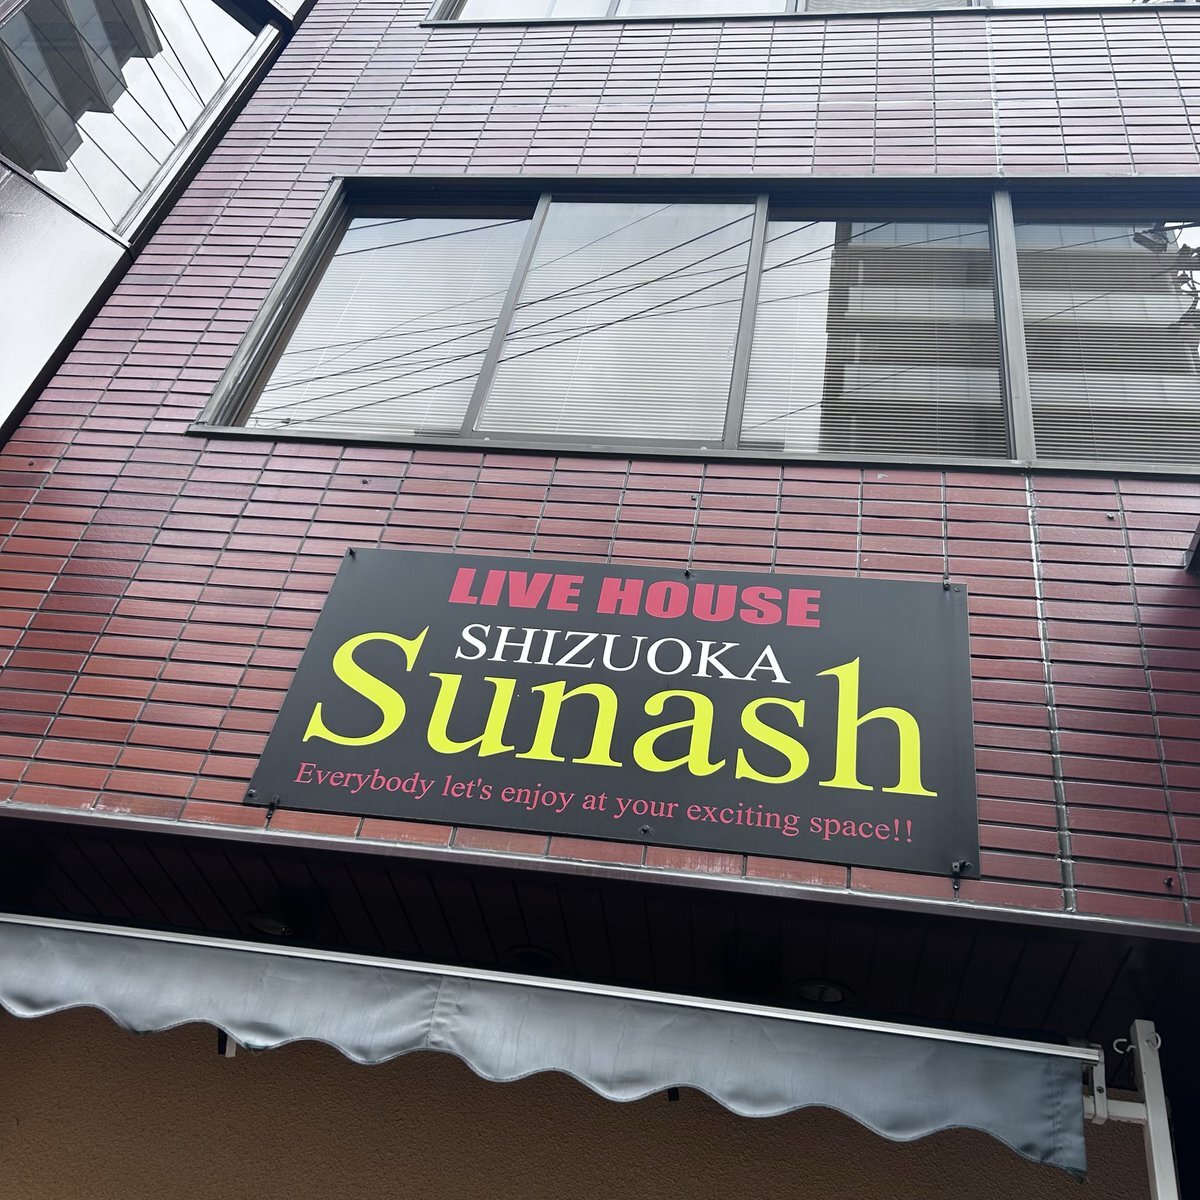 LIVE HOUSE
SHIZUOKA
Sunash
Everybody let's enjoy at your exciting space!!